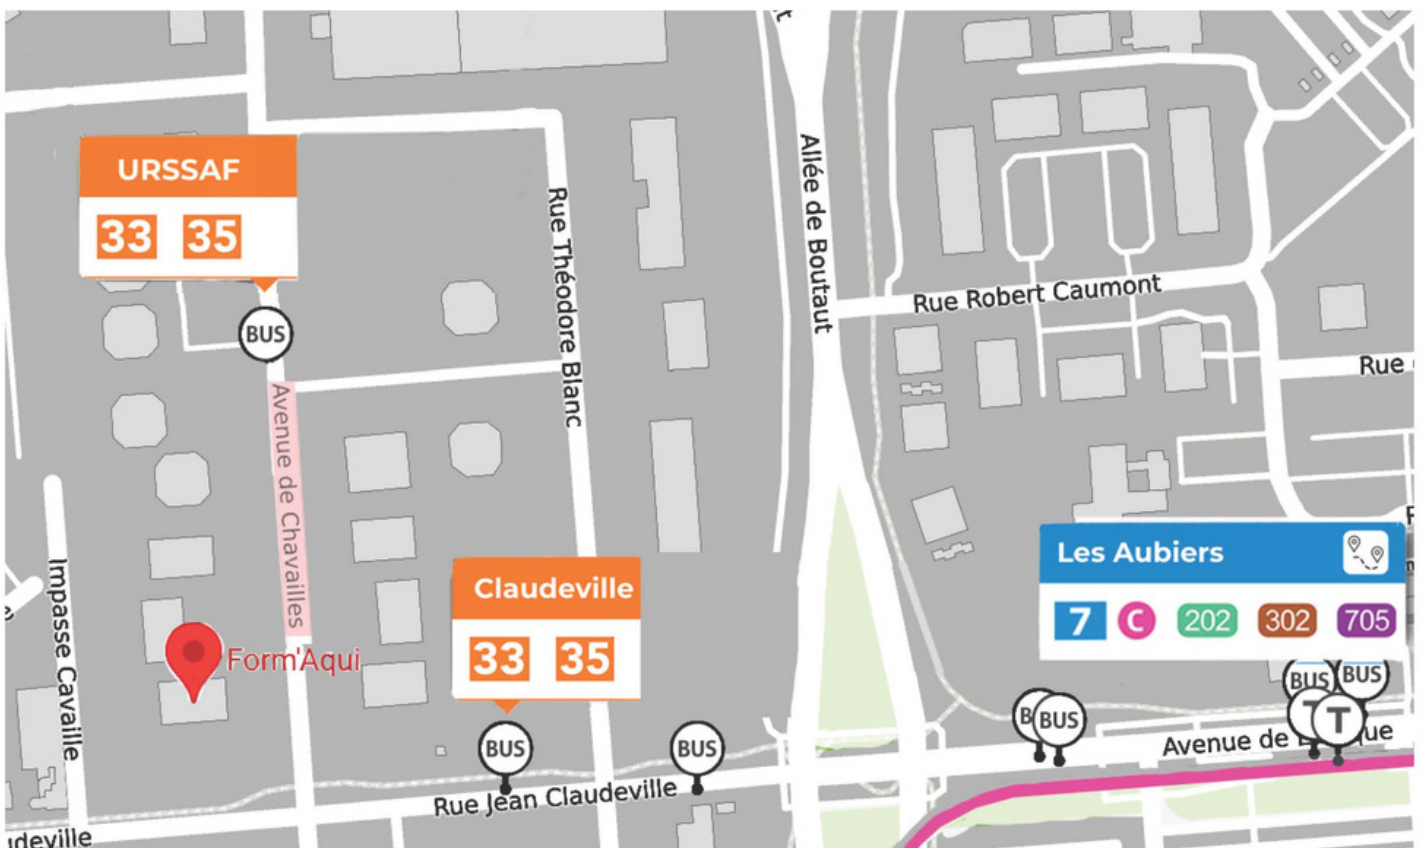 URSSAF
33 35
BUS
Rue Théodore Blanc
Allée de Boutaut
Rue Robert Caumont
Rue
Avenue de Chavailles
Impasse Cavaille
Form'Aqui
Claudeville
33 35
BUS
BUS
Les Aubiers
7 C 202 302 705
BUS
BUS
BUS
T
T
Avenue de
Rue Jean Claudeville
udeville